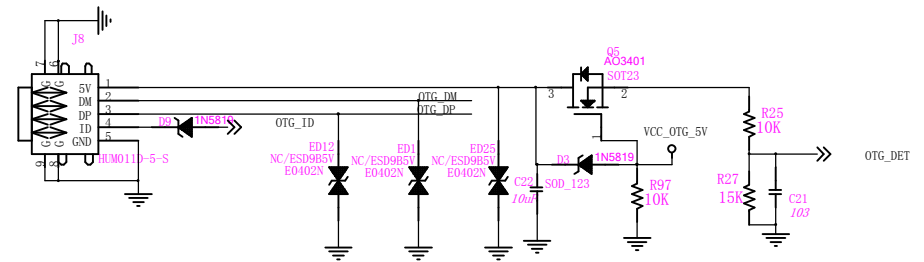 J8
7
6
5V
DM
DP
ID
GND
1
2
3
4
5
G
G
G
G
9
8
HUM011D-5-S
D9
1N5819
OTG_ID
OTG_DM
OTG_DP
ED12
NC/ESD9B5V
E0402N
ED1
NC/ESD9B5V
E0402N
ED25
NC/ESD9B5V
E0402N
C22
10uF
Q5
AO3401
SOT23
3
2
1
VCC_OTG_5V
D3
1N5819
SOD_123
R97
10K
R25
10K
R27
15K
C21
103
OTG_DET